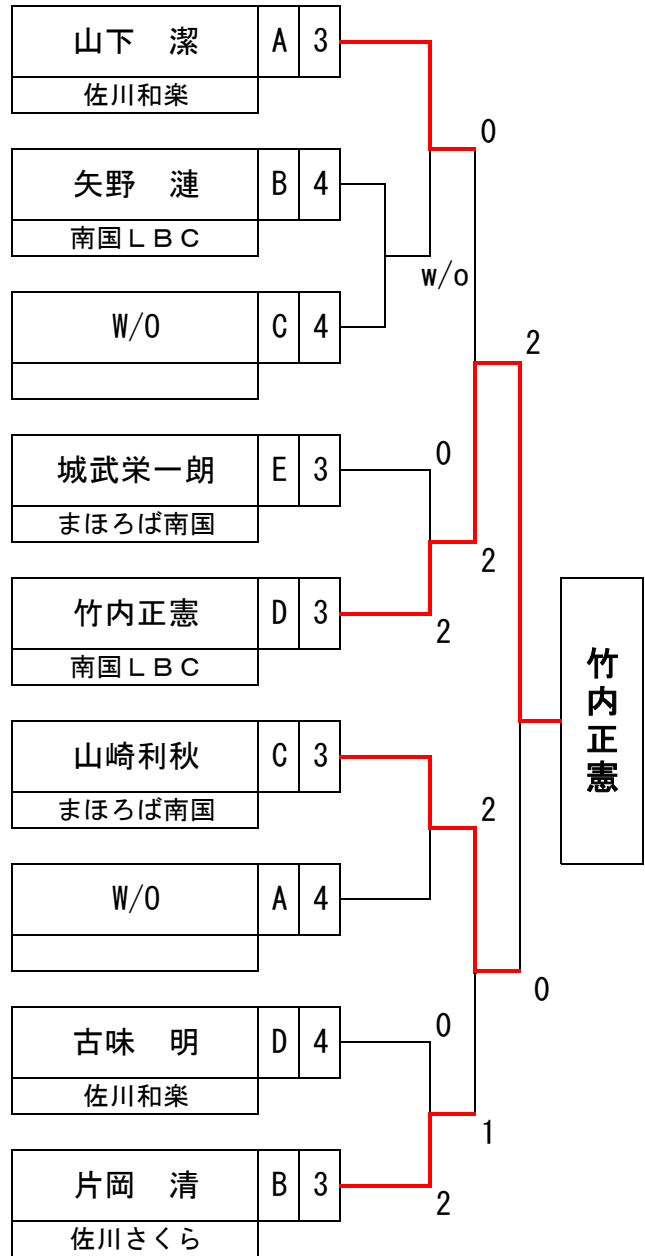 山下　潔 A 3
佐川和楽
0
矢野　漣 B 4
南国ＬＢＣ
w/o
W/O C 4
2
城武栄一朗 E 3
0
まほろば南国
2
竹内正憲 D 3
2
南国ＬＢＣ
竹内正憲
山崎利秋 C 3
まほろば南国
2
W/O A 4
0
古味　明 D 4
0
佐川和楽
1
片岡　清 B 3
2
佐川さくら